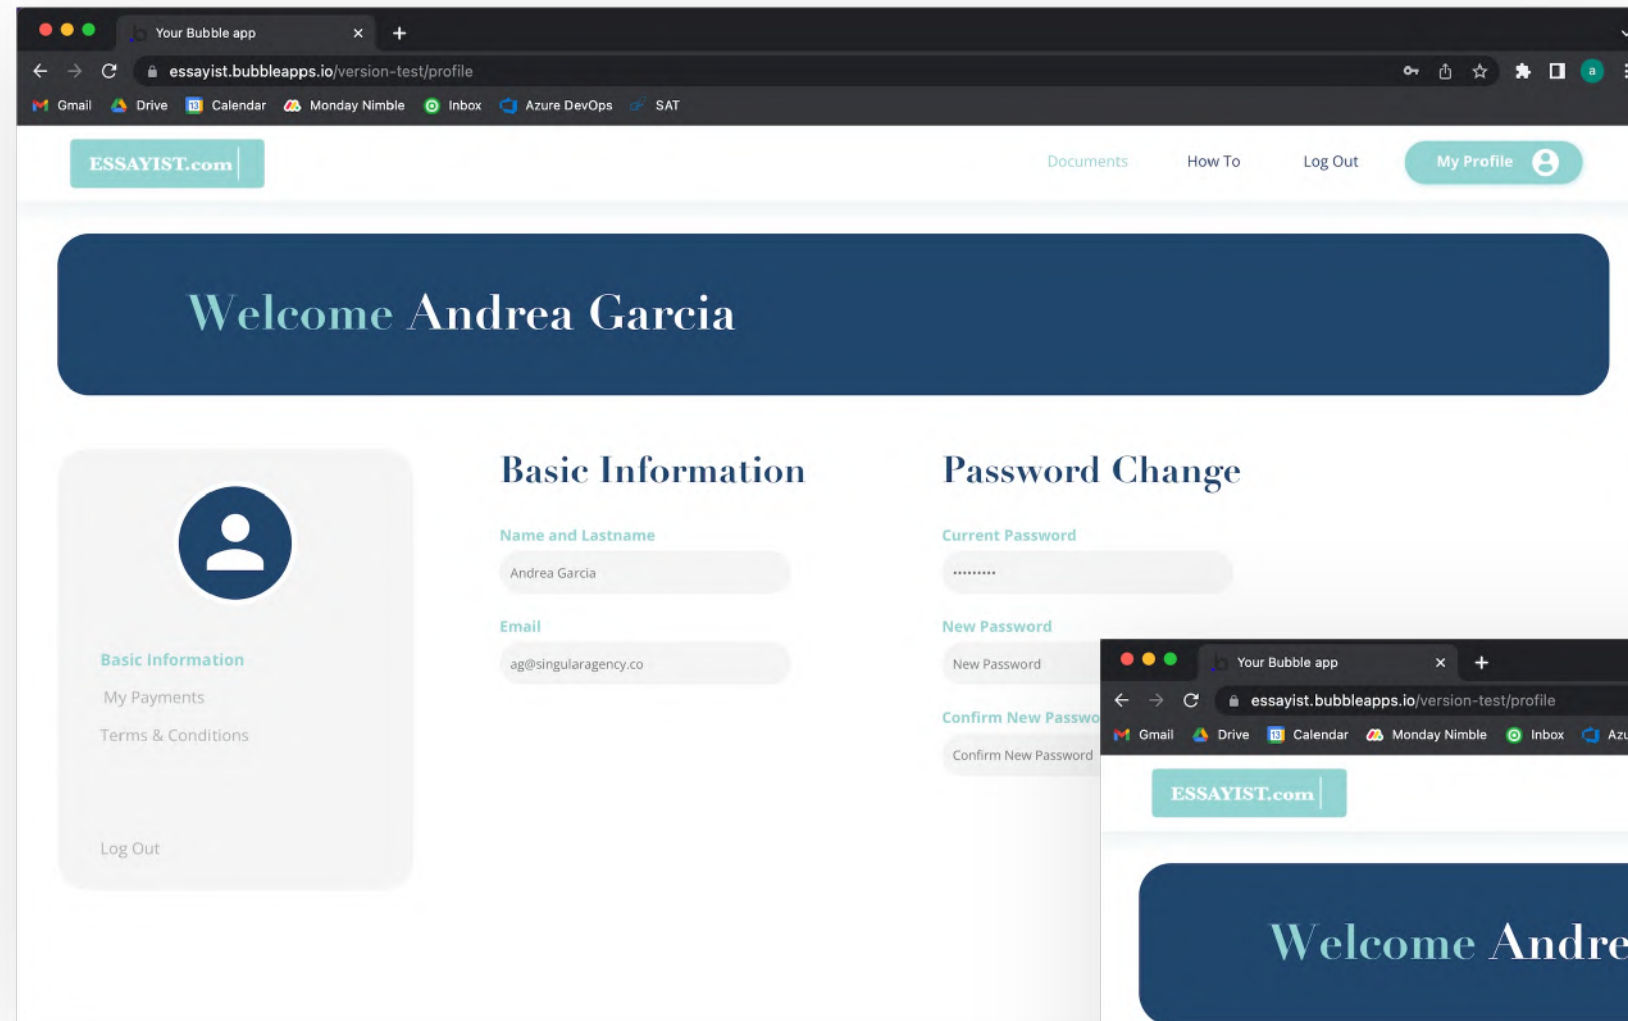 Your Bubble app
essayist.bubbleapps.io/version-test/profile
a
Gmail Drive 13 Calendar Monday Nimble Inbox Azure DevOps SAT
ESSAYIST.com
Documents How To Log Out My Profile
Welcome Andrea Garcia
Basic Information
My Payments
Terms & Conditions
Log Out
Basic Information
Name and Lastname
Andrea Garcia
Email
ag@singularagency.co
Password Change
Current Password
•••••••••
New Password
New Password
Confirm New Passwo
Confirm New Password
Your Bubble app
essayist.bubbleapps.io/version-test/profile
Gmail Drive 13 Calendar Monday Nimble Inbox Azu
ESSAYIST.com
Welcome Andre